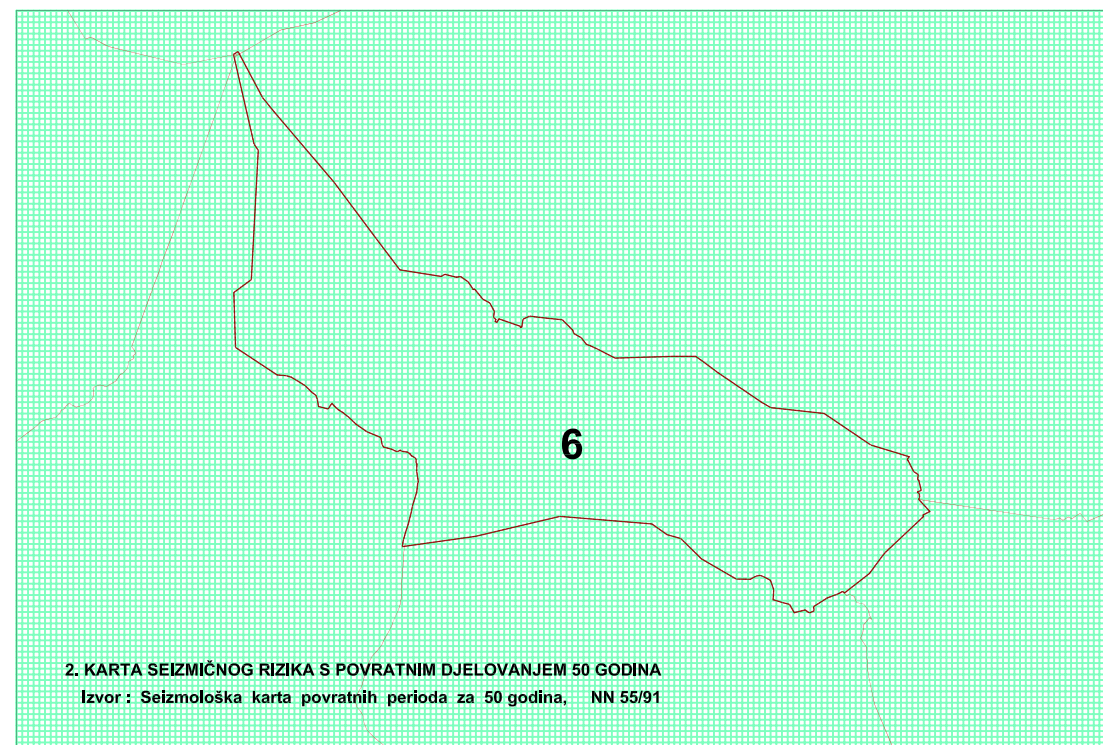 6
2. KARTA SEIZMIČNOG RIZIKA S POVRATNIM DJELOVANJEM 50 GODINA
Izvor : Seizmološka karta povratnih perioda za 50 godina, NN 55/91